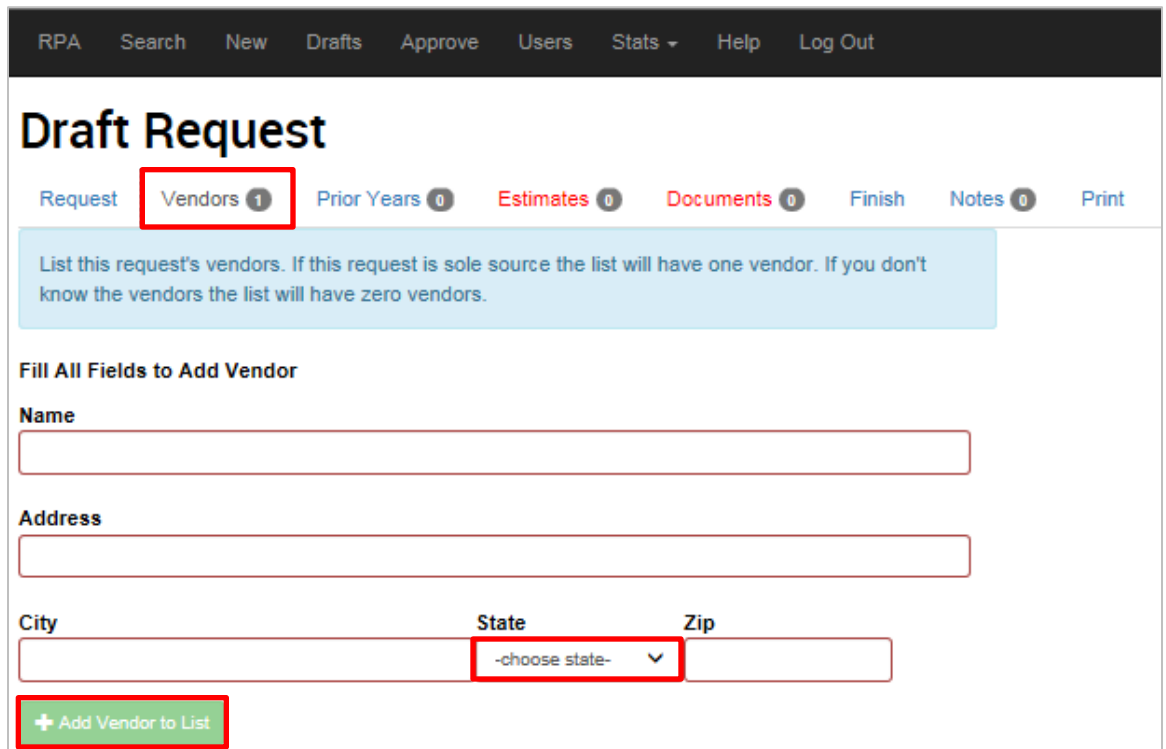 RPA Search New Drafts Approve Users Stats Help Log Out
Draft Request
Request Vendors 1 Prior Years 0 Estimates 0 Documents 0 Finish Notes 0 Print
List this request's vendors. If this request is sole source the list will have one vendor. If you don't
know the vendors the list will have zero vendors.
Fill All Fields to Add Vendor
Name
Address
City State Zip
-choose state-
+ Add Vendor to List